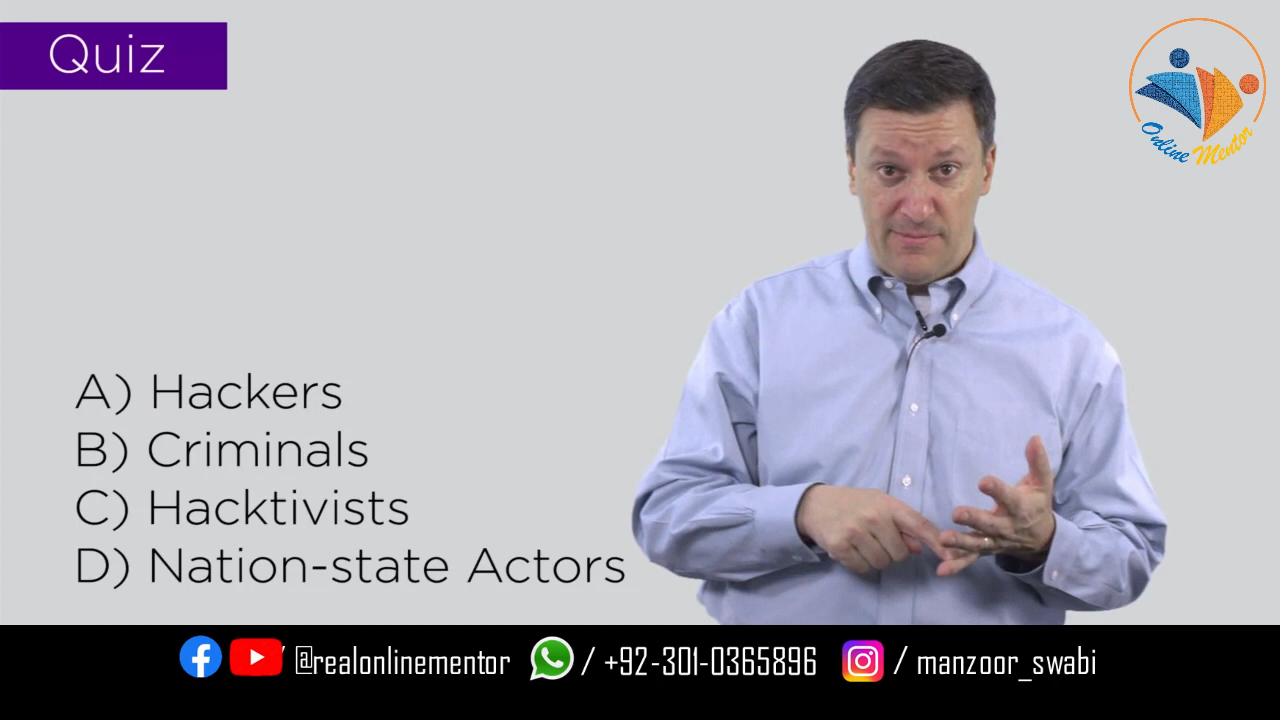 Quiz
Online Mentor
A) Hackers
B) Criminals
C) Hacktivists
D) Nation-state Actors
/ @realonlinementor / +92-301-0365896 / manzoor_swabi